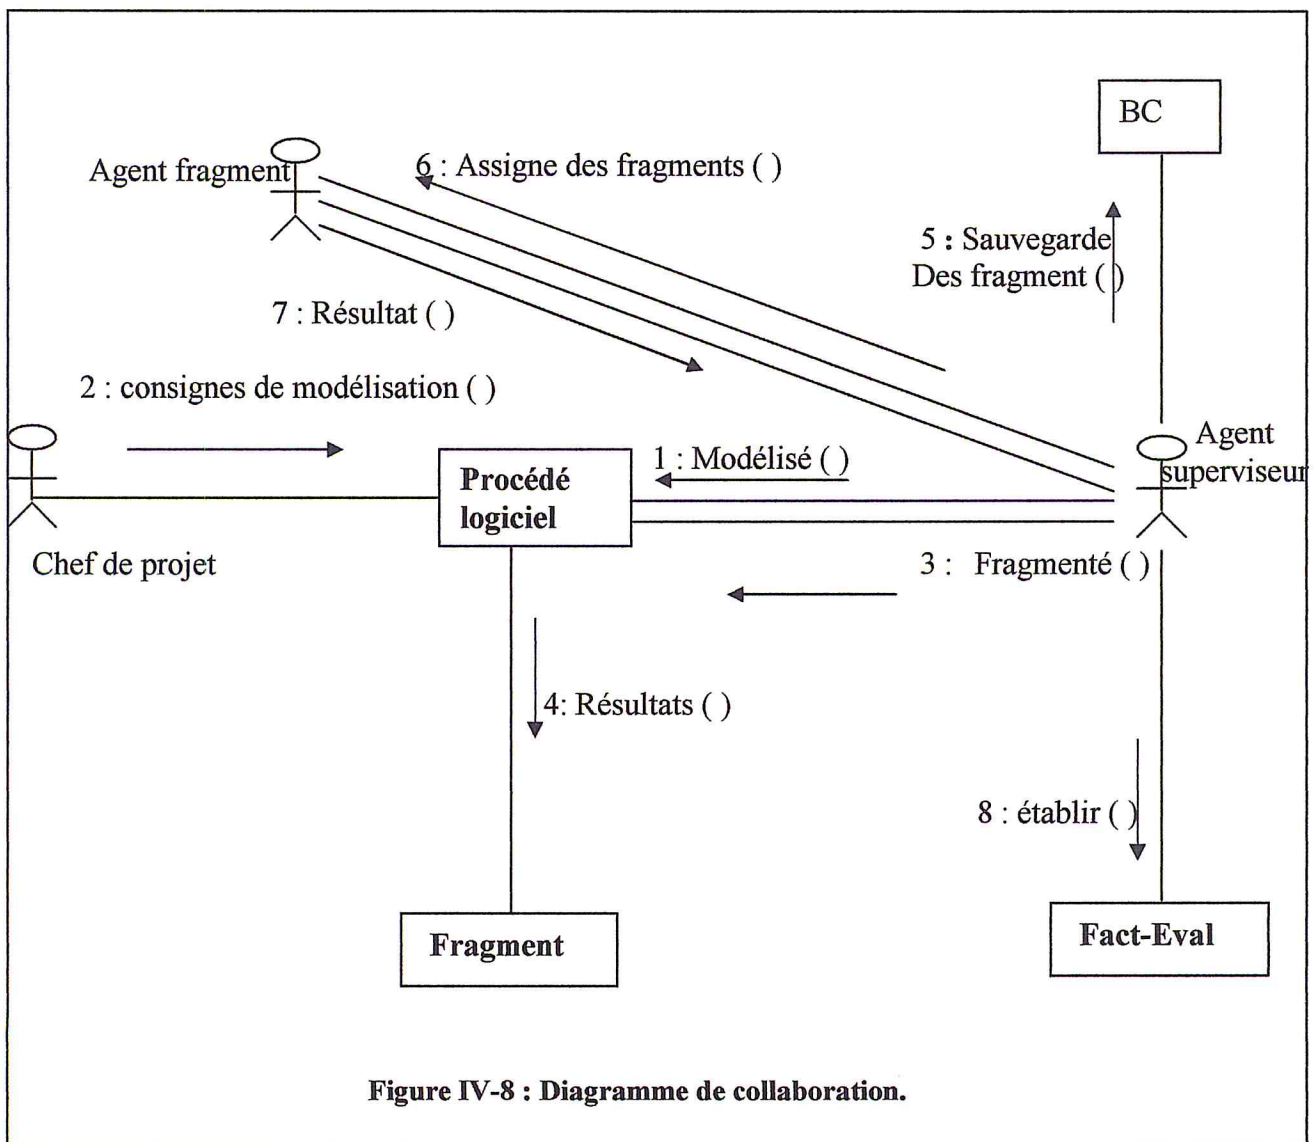 BC
Agent fragment
6 : Assigne des fragments ( )
5 : Sauvegarde
Des fragment ( )
7 : Résultat ( )
2 : consignes de modélisation ( )
Agent
superviseur
1 : Modélisé ( )
Procédé
logiciel
Chef de projet
3 : Fragmenté ( )
4: Résultats ( )
8 : établir ( )
Fragment
Fact-Eval
Figure IV-8 : Diagramme de collaboration.